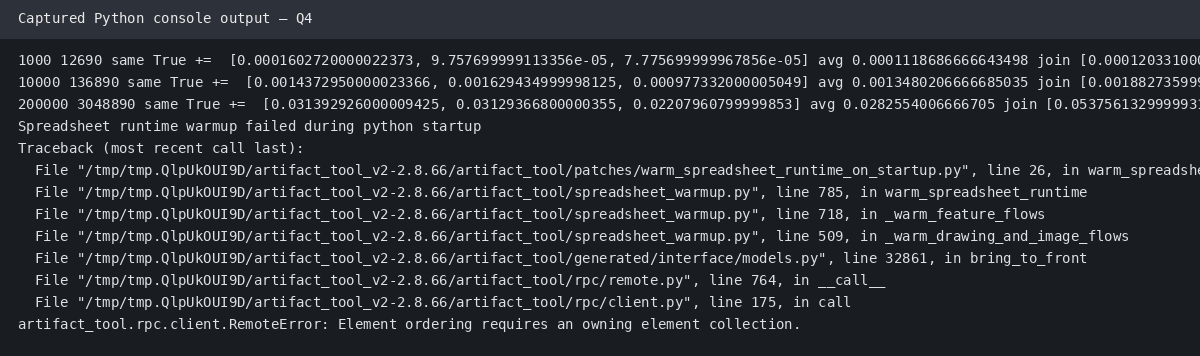 Captured Python console output — Q4
1000 12690 same True += [0.0001602720000022373, 9.757699999113356e-05, 7.775699999967856e-05] avg 0.0001118686666643498 join [0.000120331000
10000 136890 same True += [0.0014372950000023366, 0.001629434999998125, 0.000977332000005049] avg 0.0013480206666685035 join [0.001882735999
200000 3048890 same True += [0.031392926000009425, 0.03129366800000355, 0.02207960799999853] avg 0.0282554006666705 join [0.053756132999993
Spreadsheet runtime warmup failed during python startup
Traceback (most recent call last):
  File "/tmp/tmp.QlpUkOUI9D/artifact_tool_v2-2.8.66/artifact_tool/patches/warm_spreadsheet_runtime_on_startup.py", line 26, in warm_spreadshe
  File "/tmp/tmp.QlpUkOUI9D/artifact_tool_v2-2.8.66/artifact_tool/spreadsheet_warmup.py", line 785, in warm_spreadsheet_runtime
  File "/tmp/tmp.QlpUkOUI9D/artifact_tool_v2-2.8.66/artifact_tool/spreadsheet_warmup.py", line 718, in _warm_feature_flows
  File "/tmp/tmp.QlpUkOUI9D/artifact_tool_v2-2.8.66/artifact_tool/spreadsheet_warmup.py", line 509, in _warm_drawing_and_image_flows
  File "/tmp/tmp.QlpUkOUI9D/artifact_tool_v2-2.8.66/artifact_tool/generated/interface/models.py", line 32861, in bring_to_front
  File "/tmp/tmp.QlpUkOUI9D/artifact_tool_v2-2.8.66/artifact_tool/rpc/remote.py", line 764, in __call__
  File "/tmp/tmp.QlpUkOUI9D/artifact_tool_v2-2.8.66/artifact_tool/rpc/client.py", line 175, in call
artifact_tool.rpc.client.RemoteError: Element ordering requires an owning element collection.